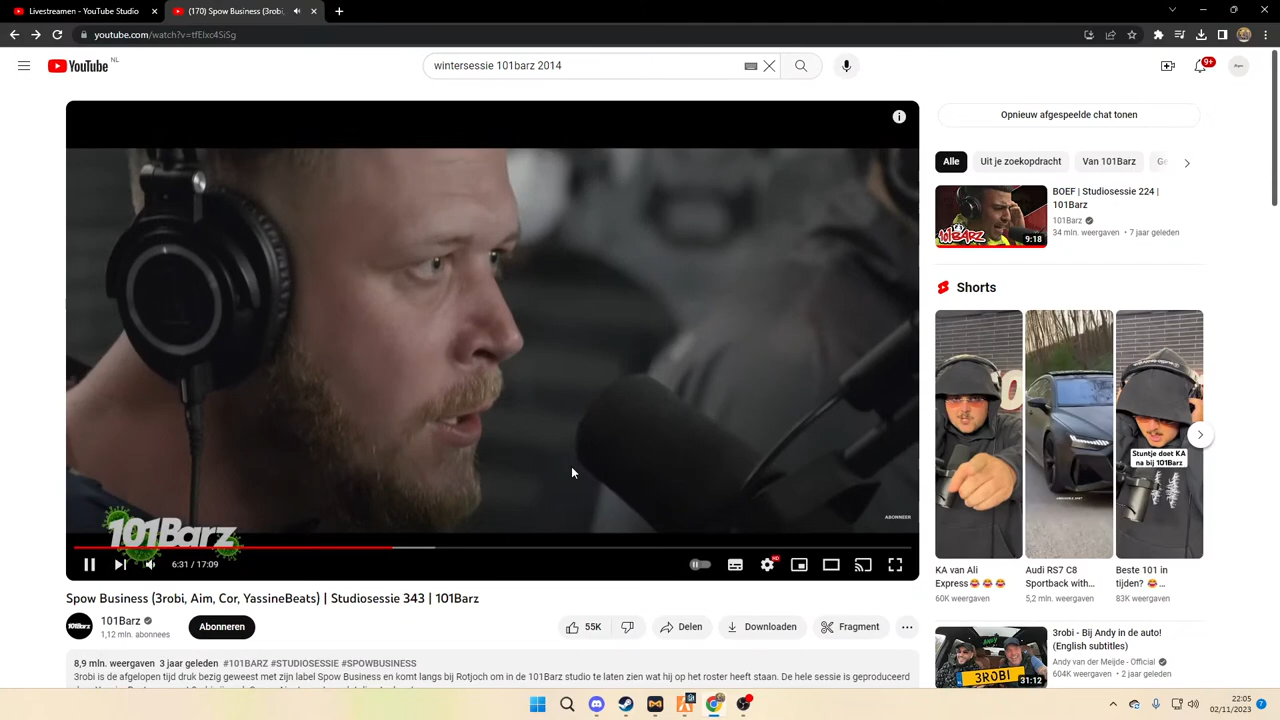 Livestreamen - YouTube Studio
(170) Spow Business (3robi,
youtube.com/watch?v=tfEIxc4SiSg
YouTube NL
wintersessie 101barz 2014
9+
Opnieuw afgespeelde chat tonen
Alle
Uit je zoekopdracht
Van 101Barz
Ge
BOEF | Studiosessie 224 |
101Barz
101Barz
34 mln. weergaven • 7 jaar geleden
101BARZ
9:18
Shorts
Stuntje doet KA
na bij 101Barz
KA van Ali
Express😂😂😂
60K weergaven
Audi RS7 C8
Sportback with...
5,2 mln. weergaven
Beste 101 in
tijden? 😂...
83K weergaven
101Barz
ABONNEER
6:31 / 17:09
HD
Spow Business (3robi, Aim, Cor, YassineBeats) | Studiosessie 343 | 101Barz
101Barz
1,12 mln. abonnees
Abonneren
55K
Delen
Downloaden
Fragment
8,9 mln. weergaven 3 jaar geleden #101BARZ #STUDIOSESSIE #SPOWBUSINESS
3robi is de afgelopen tijd druk bezig geweest met zijn label Spow Business en komt langs bij Rotjoch om in de 101Barz studio te laten zien wat hij op het roster heeft staan. De hele sessie is geproduceerd
3robi - Bij Andy in de auto!
(English subtitles)
Andy van der Meijde - Official
604K weergaven • 2 jaar geleden
3ROBI
31:12
22:05
02/11/2023